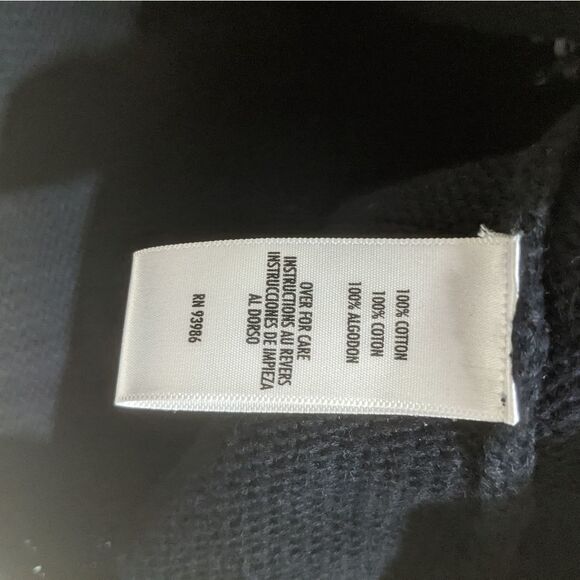 100% COTTON
100% COTON
100% ALGODON
OVER FOR CARE
INSTRUCTIONS AU REVERS
INSTRUCCIONES DE IMPIEZA
AL DORSO
RN 93986